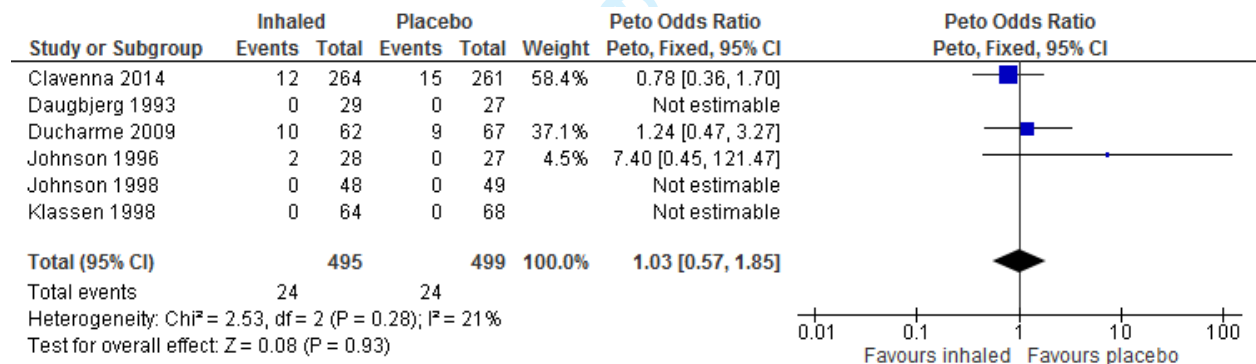 Inhaled Placebo Peto Odds Ratio Peto Odds Ratio
Study or Subgroup Events Total Events Total Weight Peto, Fixed, 95% CI Peto, Fixed, 95% CI
Clavenna 2014 12 264 15 261 58.4% 0.78 [0.36, 1.70]
Daugbjerg 1993 0 29 0 27 Not estimable
Ducharme 2009 10 62 9 67 37.1% 1.24 [0.47, 3.27]
Johnson 1996 2 28 0 27 4.5% 7.40 [0.45, 121.47]
Johnson 1998 0 48 0 49 Not estimable
Klassen 1998 0 64 0 68 Not estimable
Total (95% CI) 495 499 100.0% 1.03 [0.57, 1.85]
Total events 24 24
Heterogeneity: Chi² = 2.53, df = 2 (P = 0.28); I² = 21%
Test for overall effect: Z = 0.08 (P = 0.93)
0.01 0.1 1 10 100
Favours inhaled Favours placebo